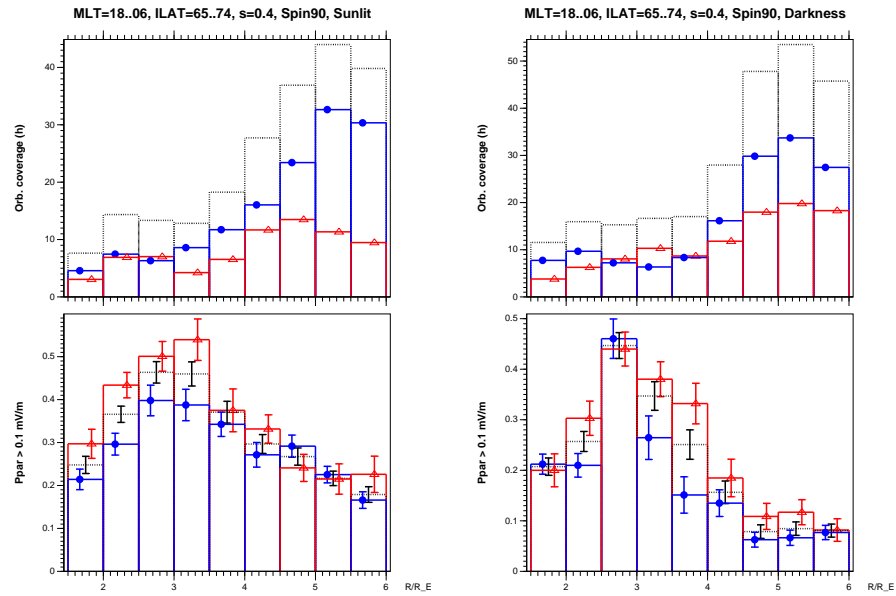 MLT=18..06, ILAT=65..74, s=0.4, Spin90, Sunlit
MLT=18..06, ILAT=65..74, s=0.4, Spin90, Darkness
Orb. coverage (h)
40
30
20
10
0
Orb. coverage (h)
50
40
30
20
10
0
Ppar > 0.1 mW/m
0.5
0.4
0.3
0.2
0.1
0
2 3 4 5 6 R/R_E
Ppar > 0.1 mW/m
0.5
0.4
0.3
0.2
0.1
0
2 3 4 5 6 R/R_E